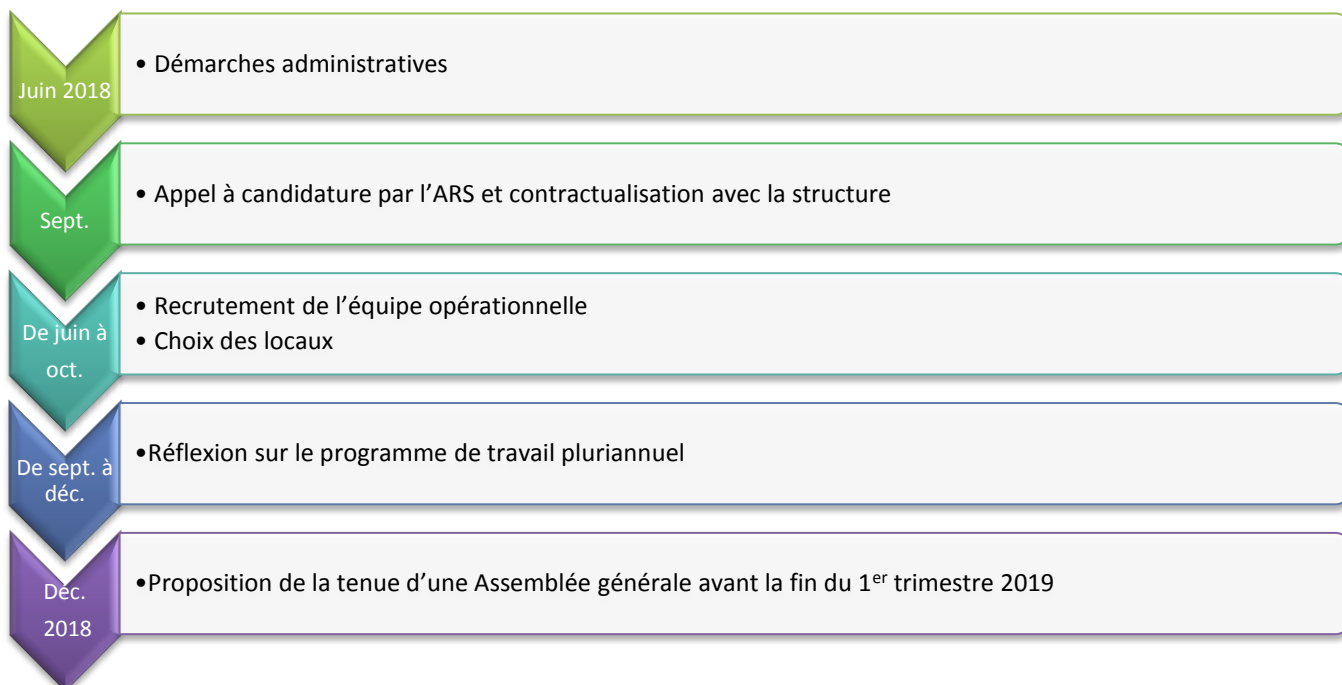 Juin 2018
• Démarches administratives
Sept.
• Appel à candidature par l’ARS et contractualisation avec la structure
De juin à
oct.
• Recrutement de l’équipe opérationnelle
• Choix des locaux
De sept. à
déc.
•Réflexion sur le programme de travail pluriannuel
Déc.
2018
•Proposition de la tenue d’une Assemblée générale avant la fin du 1er trimestre 2019